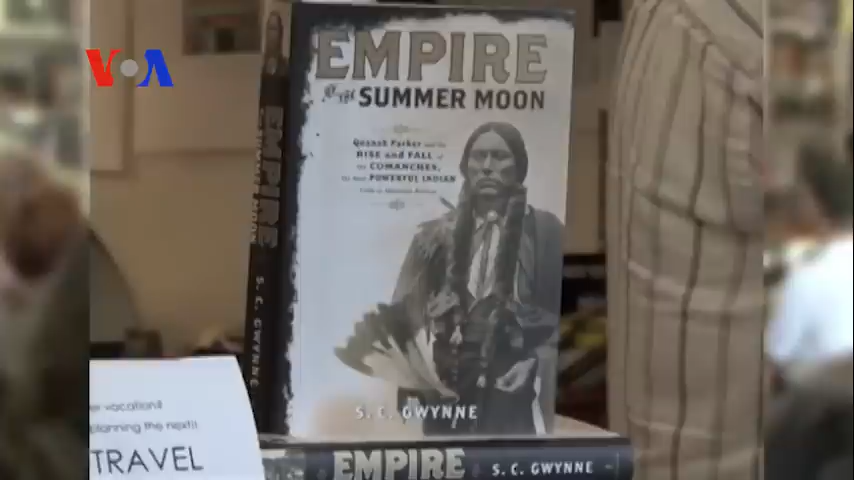 VOA
EMPIRE
of the SUMMER MOON
Quanah Parker and the
RISE and FALL of
the COMANCHES,
the Most POWERFUL INDIAN
S. C. GWYNNE
EMPIRE
SUMMER MOON
S. C. GWYNNE
vacation?
planning the next!!
TRAVEL
EMPIRE S. C. GWYNNE